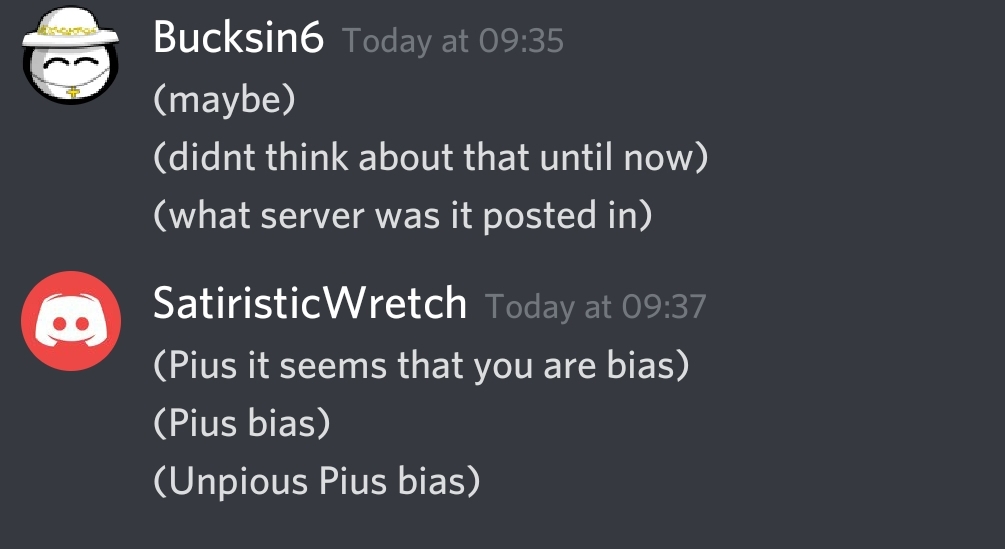 Bucksin6 Today at 09:35
(maybe)
(didnt think about that until now)
(what server was it posted in)
SatiristicWretch Today at 09:37
(Pius it seems that you are bias)
(Pius bias)
(Unpious Pius bias)